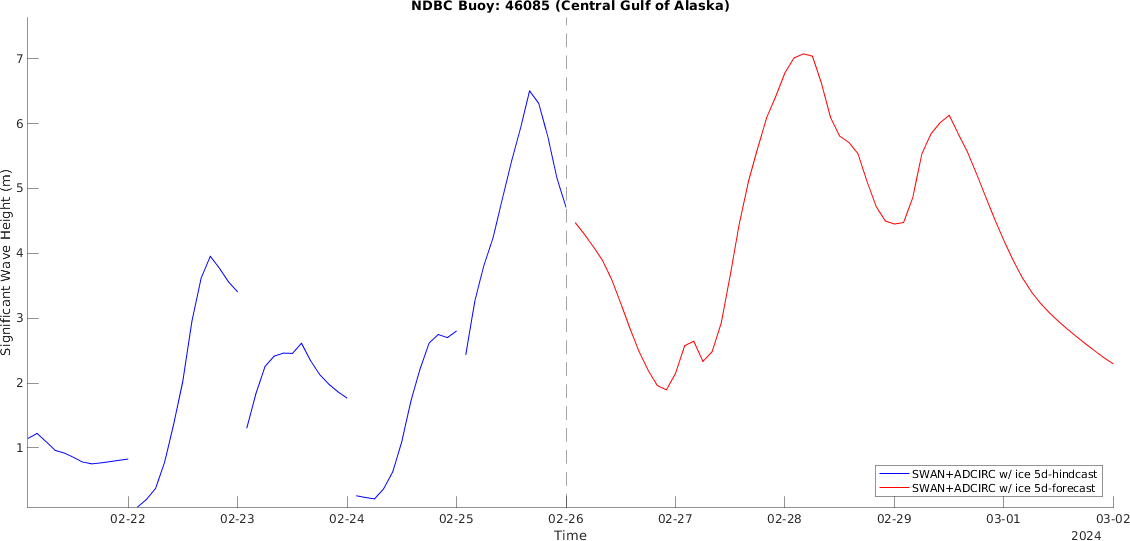 NDBC Buoy: 46085 (Central Gulf of Alaska)
Significant Wave Height (m)
7
6
5
4
3
2
1
SWAN+ADCIRC w/ ice 5d-hindcast
SWAN+ADCIRC w/ ice 5d-forecast
02-22 02-23 02-24 02-25 02-26 02-27 02-28 02-29 03-01 03-02
Time
2024